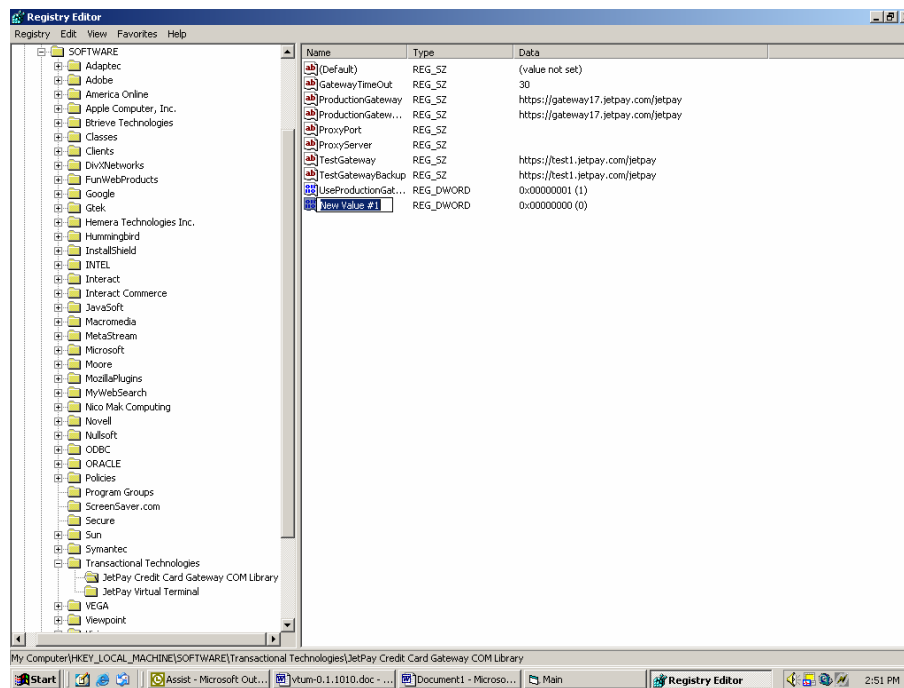 Registry Editor
Registry Edit View Favorites Help
SOFTWARE
Adaptec
Adobe
America Online
Apple Computer, Inc.
Btrieve Technologies
Classes
Clients
DivXNetworks
FunWebProducts
Google
Gtek
Hemera Technologies Inc.
Hummingbird
InstallShield
INTEL
Interact
Interact Commerce
JavaSoft
Macromedia
MetaStream
Microsoft
Moore
MozillaPlugins
MyWebSearch
Nico Mak Computing
Novell
Nullsoft
ODBC
ORACLE
Policies
Program Groups
ScreenSaver.com
Secure
Sun
Symantec
Transactional Technologies
JetPay Credit Card Gateway COM Library
JetPay Virtual Terminal
VEGA
Viewpoint
Name Type Data
(Default) REG_SZ (value not set)
GatewayTimeOut REG_SZ 30
ProductionGateway REG_SZ https://gateway17.jetpay.com/jetpay
ProductionGatew... REG_SZ https://gateway17.jetpay.com/jetpay
ProxyPort REG_SZ
ProxyServer REG_SZ
TestGateway REG_SZ https://test1.jetpay.com/jetpay
TestGatewayBackup REG_SZ https://test1.jetpay.com/jetpay
UseProductionGat... REG_DWORD 0x00000001 (1)
New Value #1 REG_DWORD 0x00000000 (0)
My Computer\HKEY_LOCAL_MACHINE\SOFTWARE\Transactional Technologies\JetPay Credit Card Gateway COM Library
Start Assist - Microsoft Out... vtum-0.1.1010.doc - ... Document1 - Microso... Main Registry Editor 2:51 PM